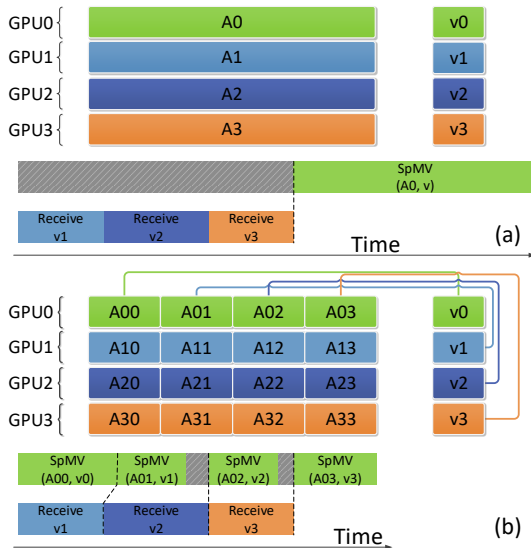 GPU0 { A0 v0
GPU1 { A1 v1
GPU2 { A2 v2
GPU3 { A3 v3
SpMV
(A0, v)
Receive Receive Receive
v1 v2 v3
Time (a)
GPU0 { A00 A01 A02 A03 v0
GPU1 { A10 A11 A12 A13 v1
GPU2 { A20 A21 A22 A23 v2
GPU3 { A30 A31 A32 A33 v3
SpMV SpMV SpMV SpMV
(A00, v0) (A01, v1) (A02, v2) (A03, v3)
Receive Receive Receive
v1 v2 v3
Time (b)